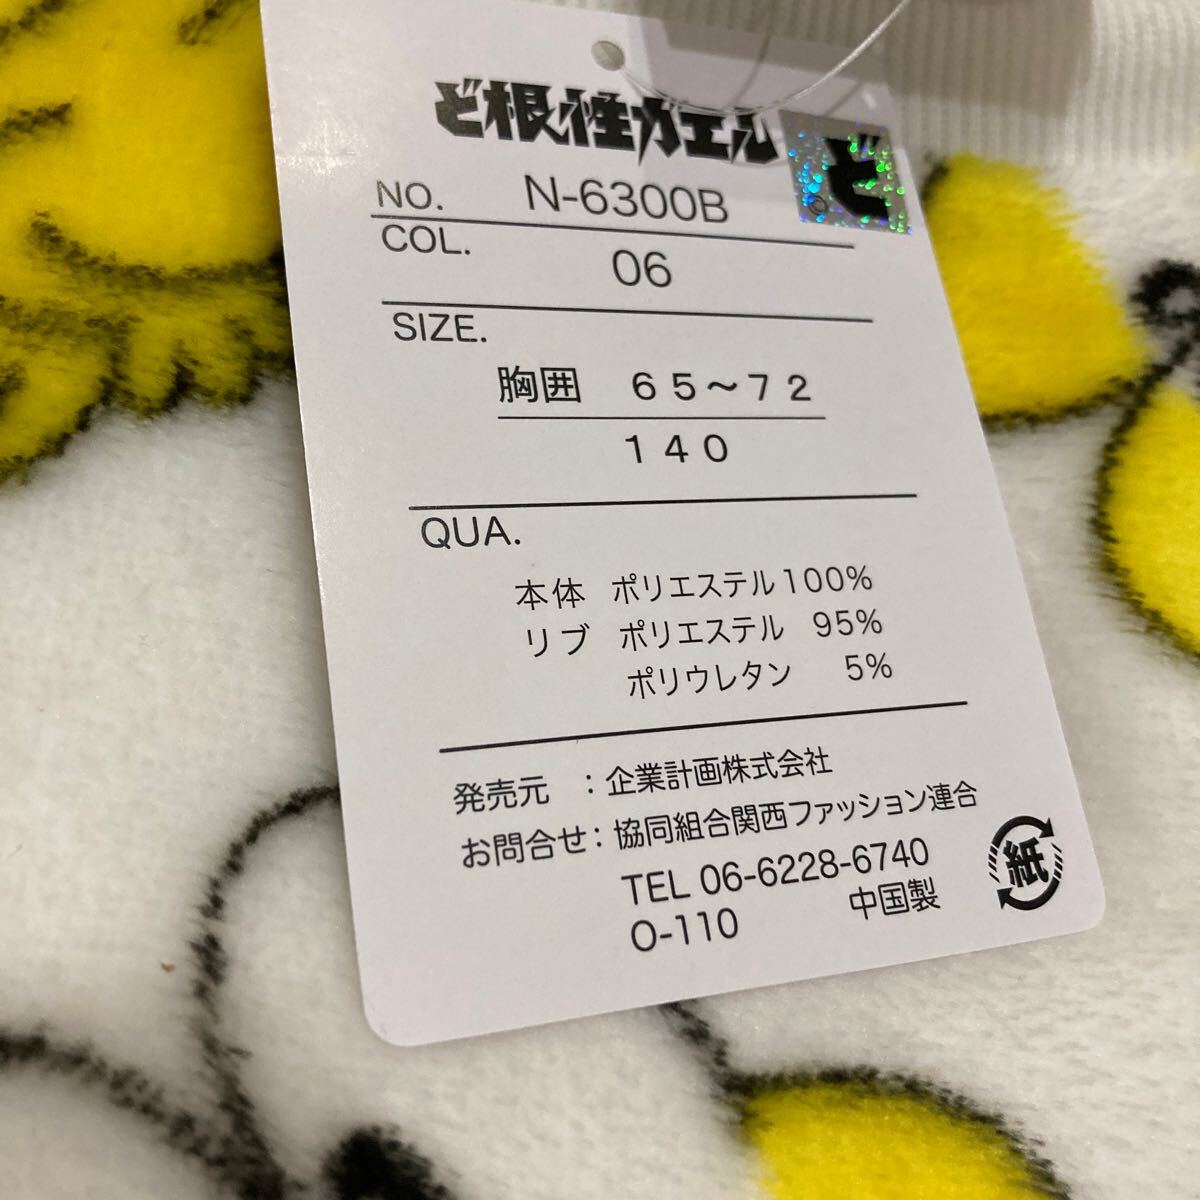 ど根性ガエル
ど
©
NO. N-6300B
COL. 06
SIZE.
胸囲 65～72
140
QUA.
本体 ポリエステル100%
リブ ポリエステル 95%
ポリウレタン 5%
発売元 ：企業計画株式会社
お問合せ：協同組合関西ファッション連合
TEL 06-6228-6740
O-110 中国製
紙